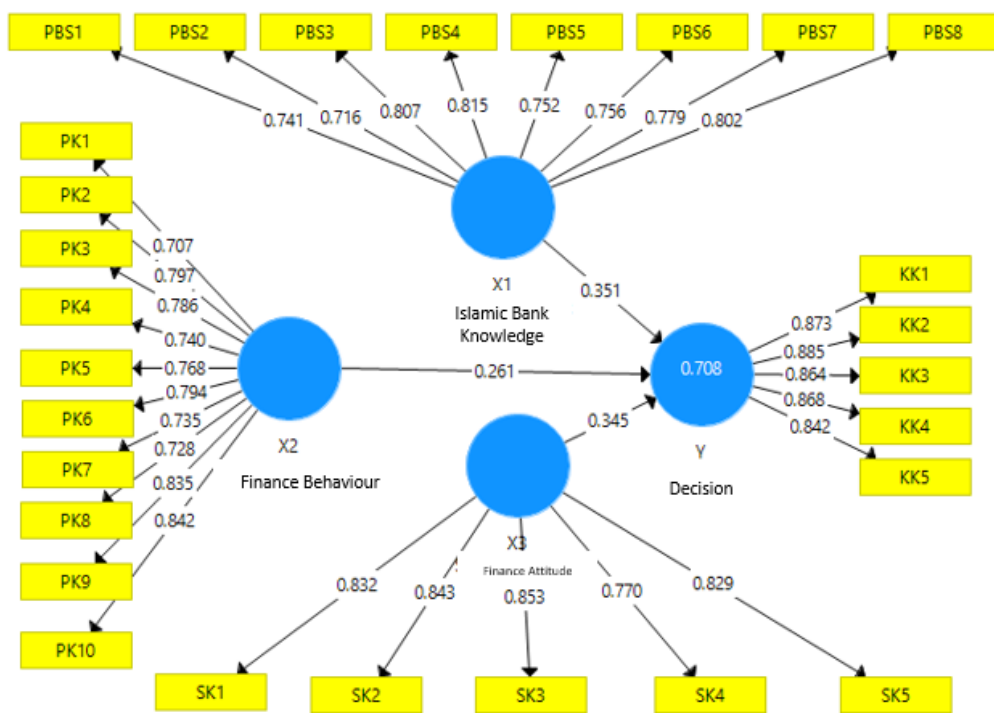 PBS1 PBS2 PBS3 PBS4 PBS5 PBS6 PBS7 PBS8
0.741 0.716 0.807 0.815 0.752 0.756 0.779 0.802
PK1
PK2
PK3
PK4
PK5
PK6
PK7
PK8
PK9
PK10
0.707
0.797
0.786
0.740
0.768
0.794
0.735
0.728
0.835
0.842
X1
Islamic Bank
Knowledge
0.351
X2
Finance Behaviour
0.261
0.708
Y
Decision
0.345
X3
Finance Attitude
KK1
KK2
KK3
KK4
KK5
0.873
0.885
0.864
0.868
0.842
0.832 0.843 0.853 0.770 0.829
SK1 SK2 SK3 SK4 SK5